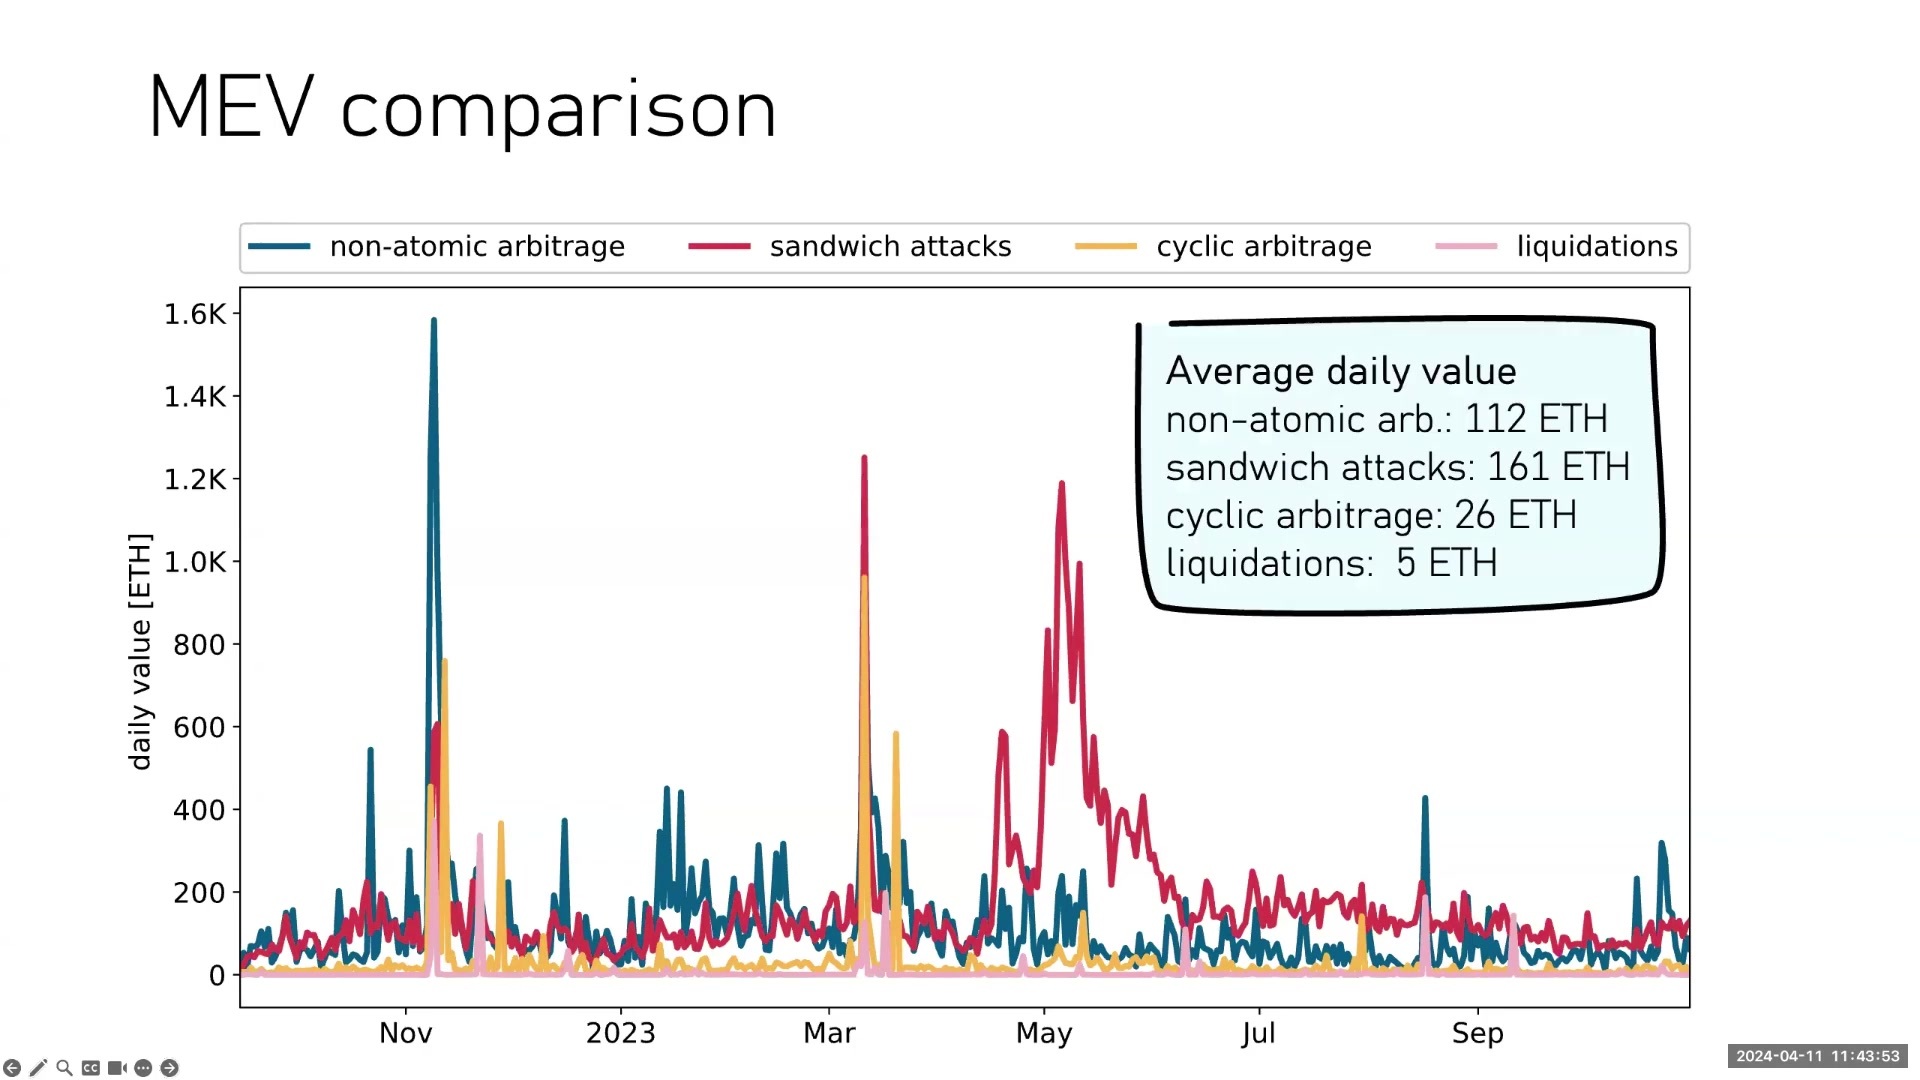 MEV comparison
non-atomic arbitrage sandwich attacks cyclic arbitrage liquidations
1.6K
1.4K
1.2K
1.0K
800
600
400
200
0
daily value [ETH]
Average daily value
non-atomic arb.: 112 ETH
sandwich attacks: 161 ETH
cyclic arbitrage: 26 ETH
liquidations: 5 ETH
Nov 2023 Mar May Jul Sep
CC
2024-04-11 11:43:53